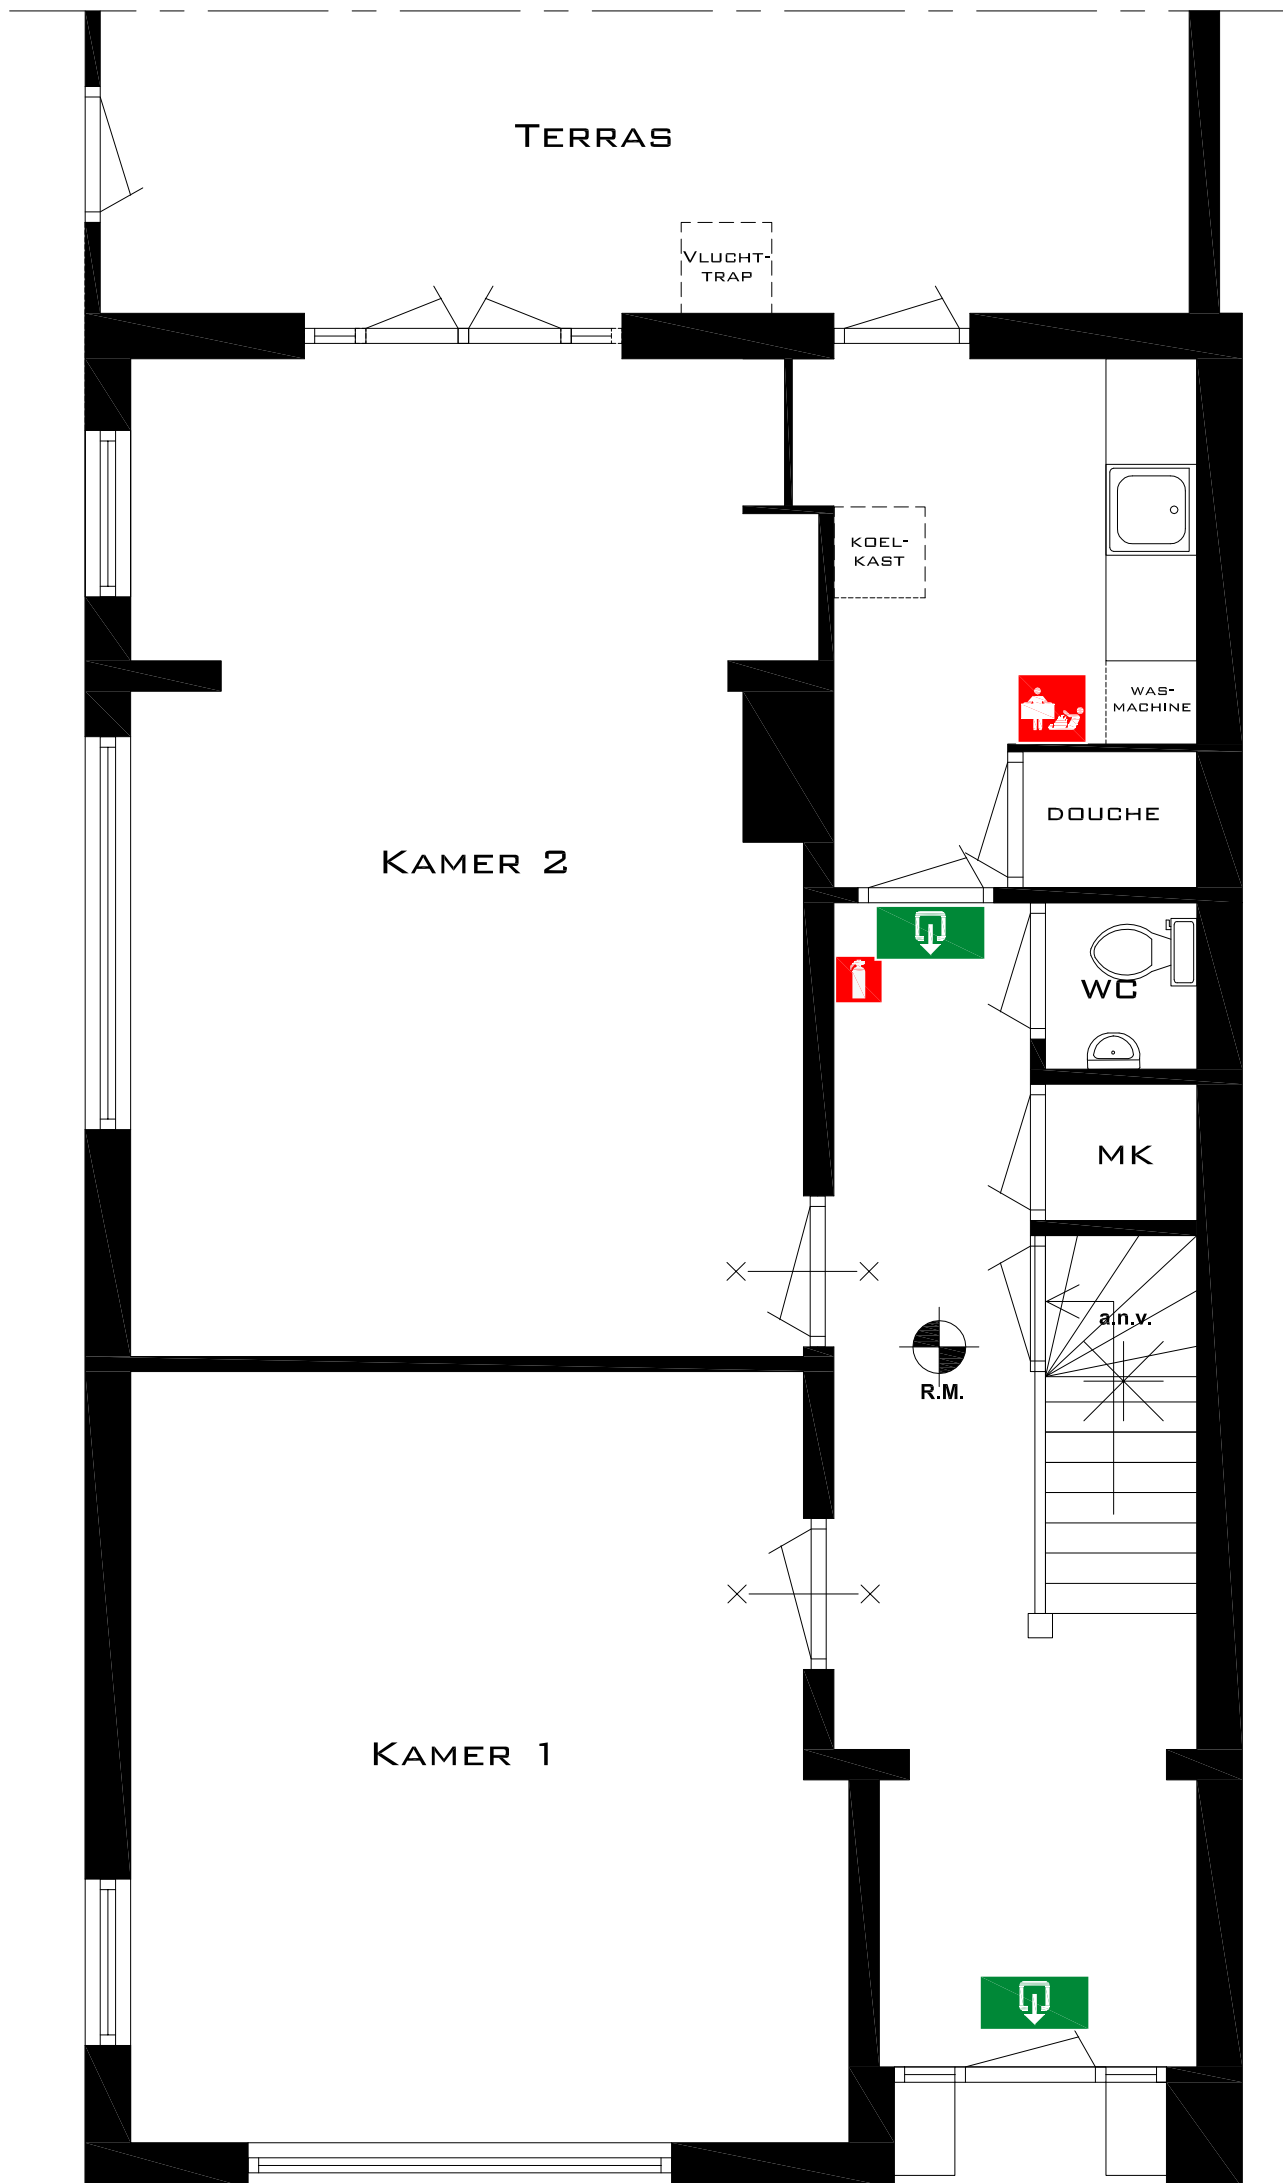 TERRAS
VLUCHT-
TRAP
KOEL-
KAST
WAS-
MACHINE
DOUCHE
KAMER 2
WC
MK
a.n.v.
R.M.
KAMER 1